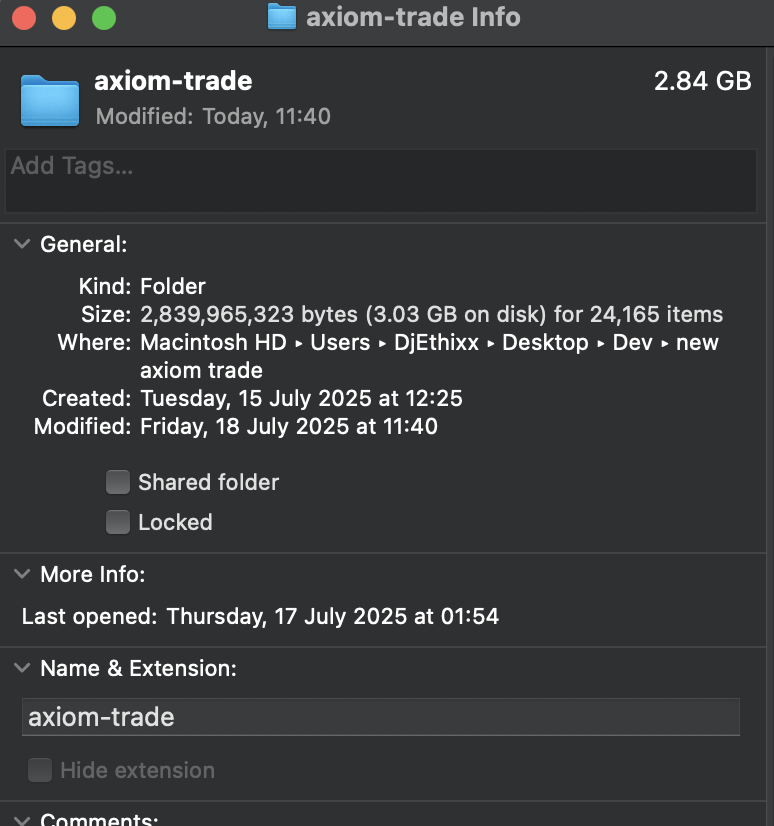 axiom-trade Info
axiom-trade 2.84 GB
Modified: Today, 11:40
Add Tags...
General:
Kind: Folder
Size: 2,839,965,323 bytes (3.03 GB on disk) for 24,165 items
Where: Macintosh HD ▸ Users ▸ DjEthixx ▸ Desktop ▸ Dev ▸ new
axiom trade
Created: Tuesday, 15 July 2025 at 12:25
Modified: Friday, 18 July 2025 at 11:40
Shared folder
Locked
More Info:
Last opened: Thursday, 17 July 2025 at 01:54
Name & Extension:
axiom-trade
Hide extension
Comments: